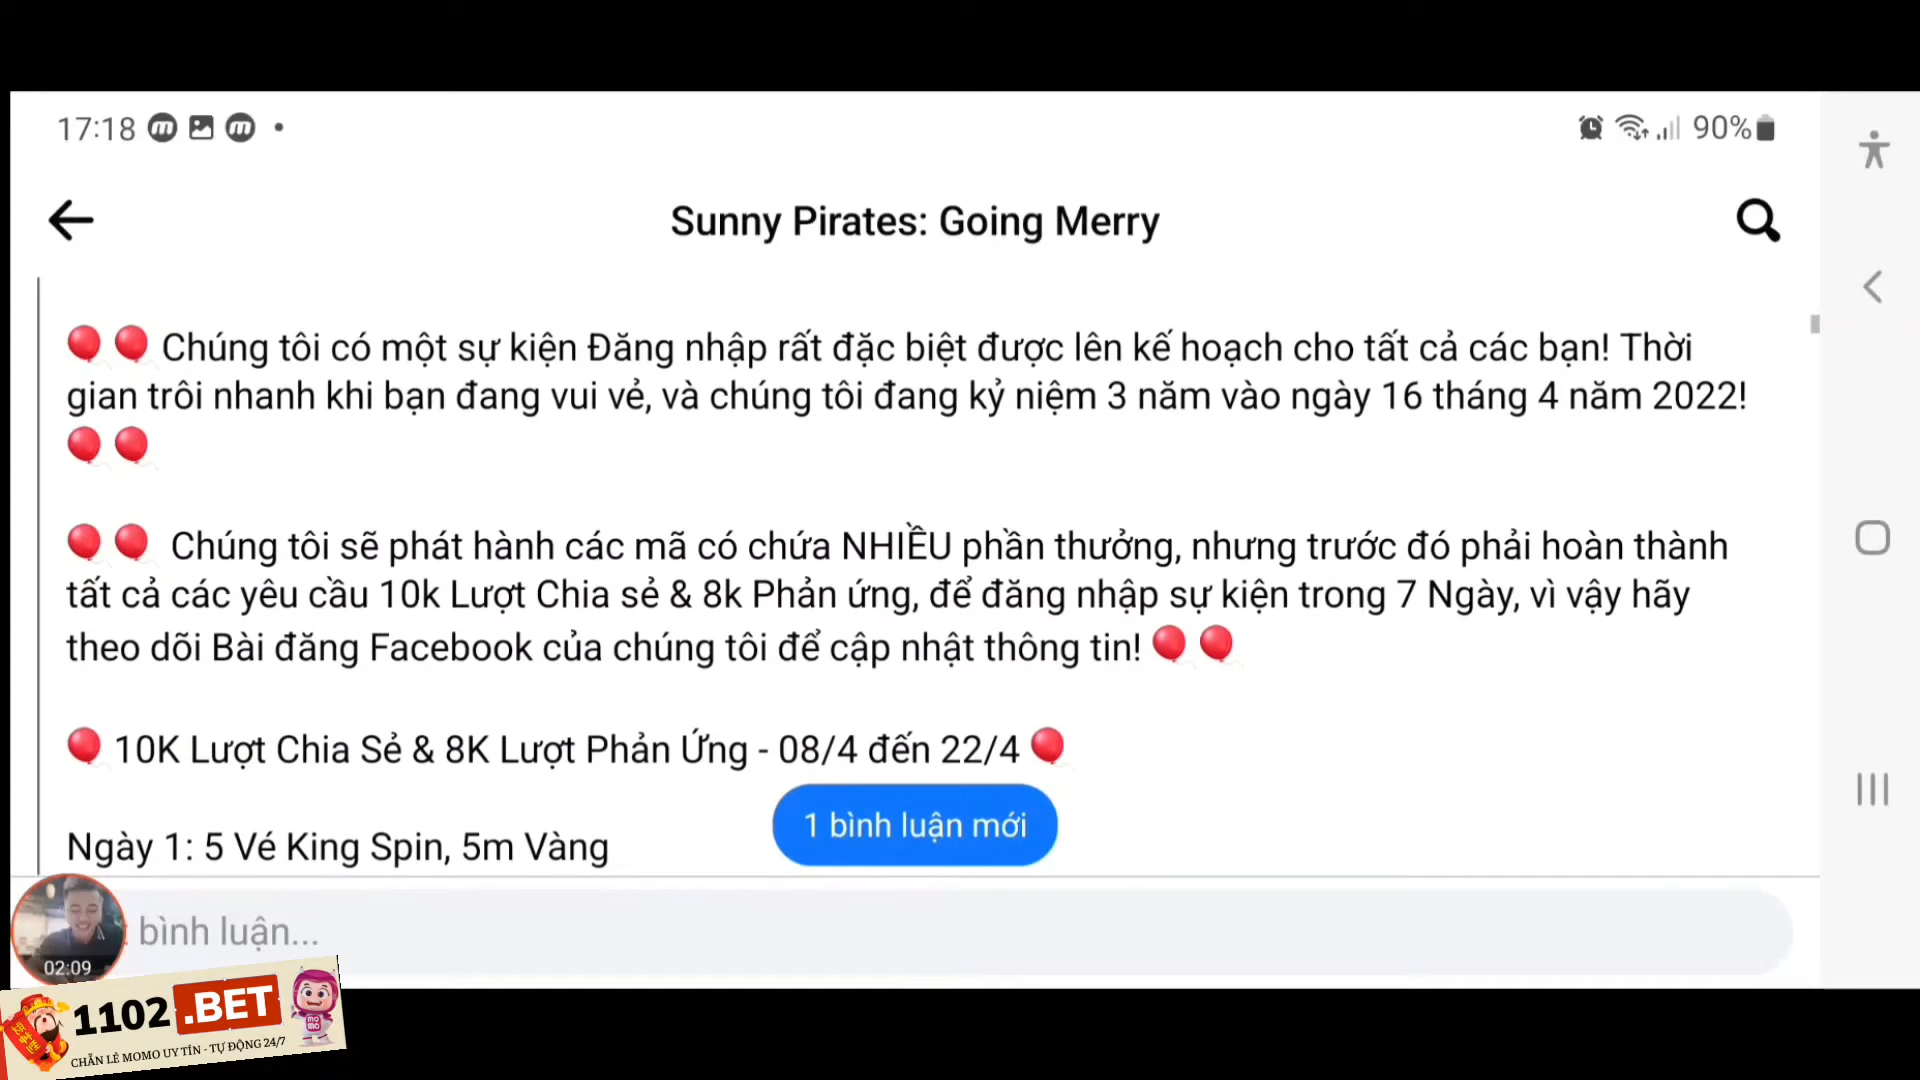 17:18
90%
Sunny Pirates: Going Merry
Chúng tôi có một sự kiện Đăng nhập rất đặc biệt được lên kế hoạch cho tất cả các bạn! Thời
gian trôi nhanh khi bạn đang vui vẻ, và chúng tôi đang kỷ niệm 3 năm vào ngày 16 tháng 4 năm 2022!
Chúng tôi sẽ phát hành các mã có chứa NHIỀU phần thưởng, nhưng trước đó phải hoàn thành
tất cả các yêu cầu 10k Lượt Chia sẻ & 8k Phản ứng, để đăng nhập sự kiện trong 7 Ngày, vì vậy hãy
theo dõi Bài đăng Facebook của chúng tôi để cập nhật thông tin!
10K Lượt Chia Sẻ & 8K Lượt Phản Ứng - 08/4 đến 22/4
1 bình luận mới
Ngày 1: 5 Vé King Spin, 5m Vàng
bình luận...
02:09
1102.BET
momo
CHẴN LẺ MOMO UY TÍN - TỰ ĐỘNG 24/7